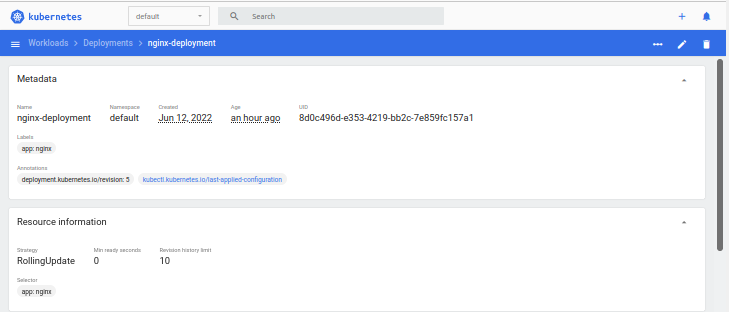 kubernetes default Search
Workloads Deployments nginx-deployment
Metadata
Name Namespace Created Age UID
nginx-deployment default Jun 12, 2022 an hour ago 8d0c496d-e353-4219-bb2c-7e859fc157a1
Labels
app: nginx
Annotations
deployment.kubernetes.io/revision: 5 kubectl.kubernetes.io/last-applied-configuration
Resource information
Strategy Min ready seconds Revision history limit
RollingUpdate 0 10
Selector
app: nginx